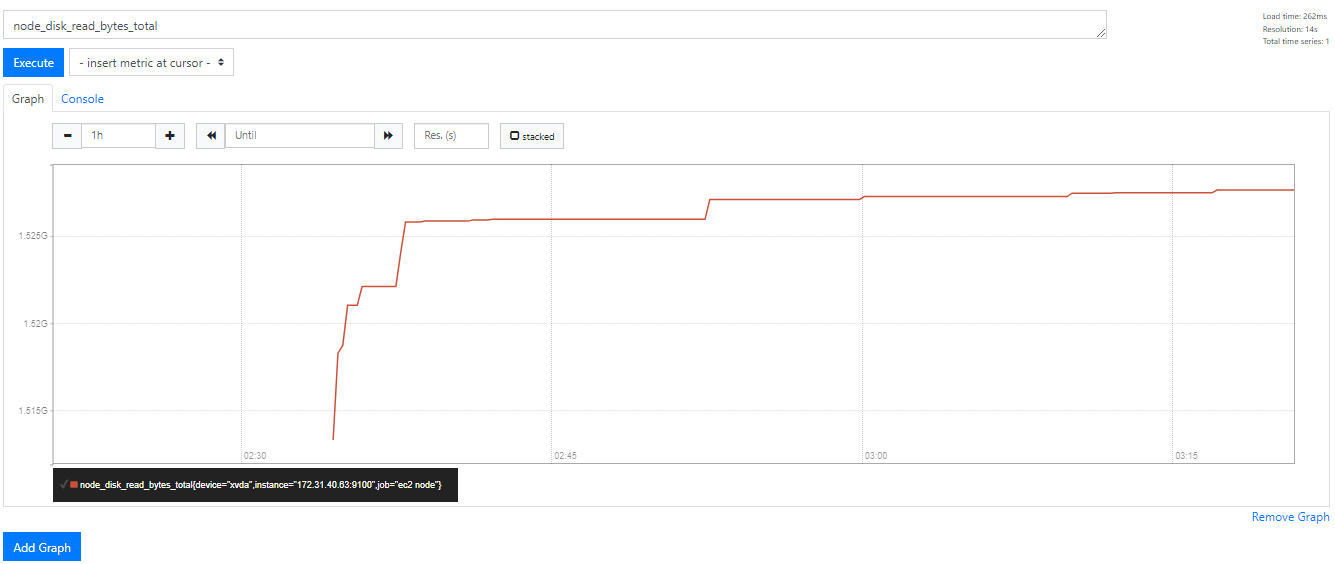 node_disk_read_bytes_total
Load time: 262ms
Resolution: 14s
Total time series: 1
Execute
- insert metric at cursor -
Graph
Console
1h
Until
Res. (s)
stacked
1.525G
1.52G
1.515G
02:30
02:45
03:00
03:15
node_disk_read_bytes_total{device="xvda",instance="172.31.40.63:9100",job="ec2 node"}
Remove Graph
Add Graph